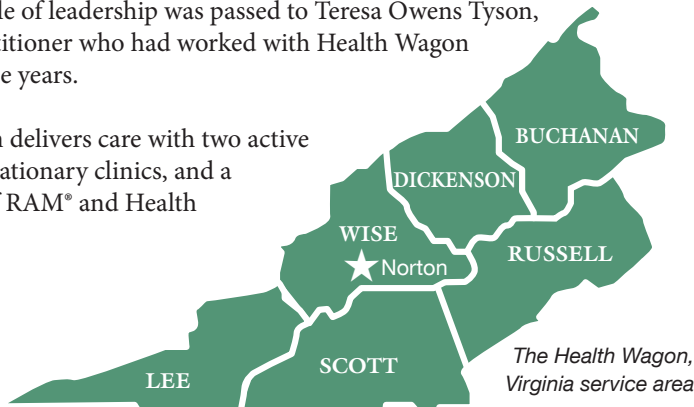 le of leadership was passed to Teresa Owens Tyson,
titioner who had worked with Health Wagon
e years.
n delivers care with two active
ationary clinics, and a
f RAM® and Health
BUCHANAN
DICKENSON
WISE
RUSSELL
Norton
SCOTT
LEE
The Health Wagon,
Virginia service area